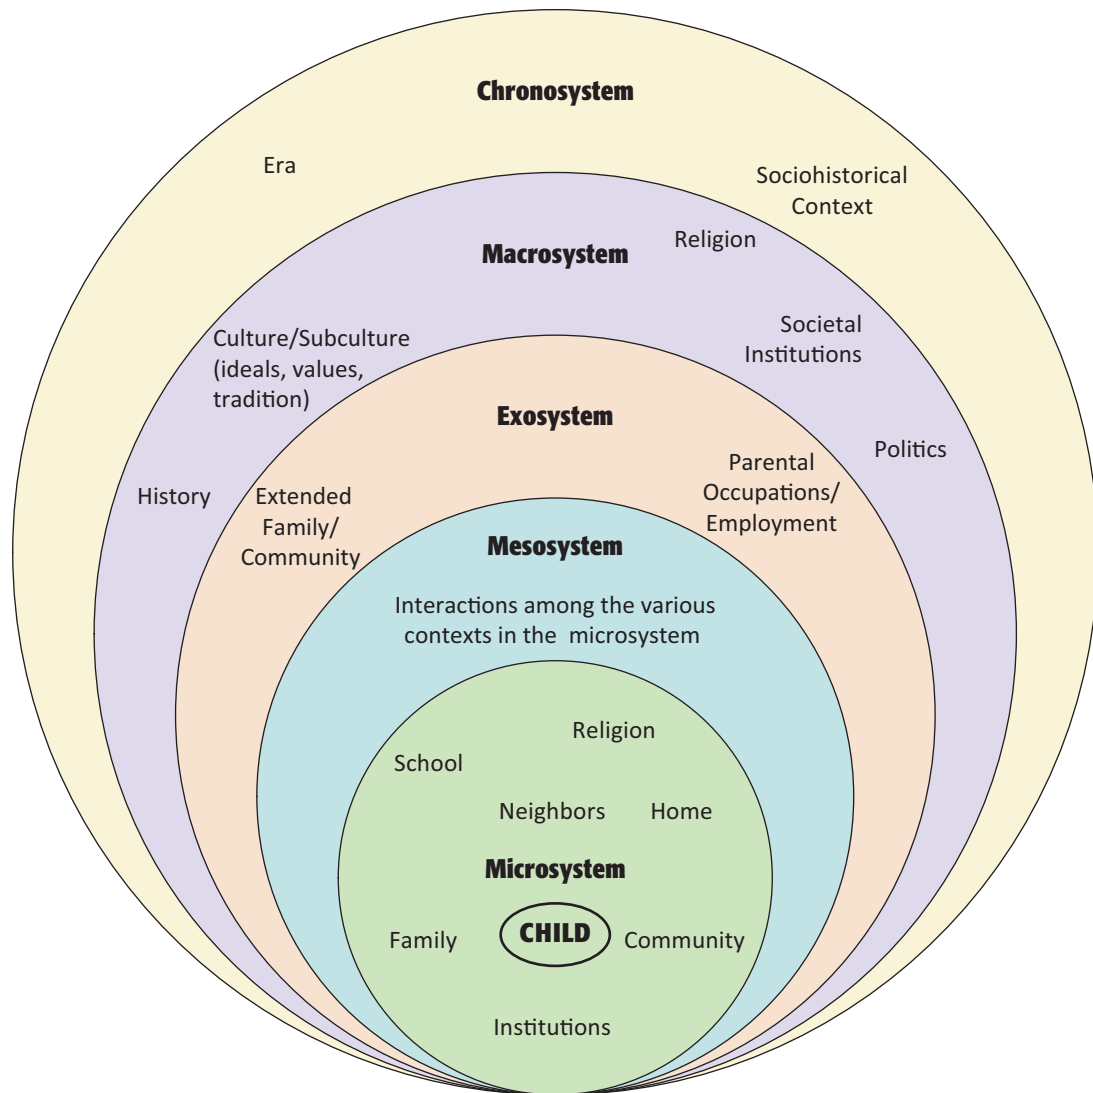 Chronosystem
Era
Sociohistorical
Context
Religion
Macrosystem
Societal
Institutions
Culture/Subculture
(ideals, values,
tradition)
Exosystem
Politics
Parental
Occupations/
Employment
History
Extended
Family/
Community
Mesosystem
Interactions among the various
contexts in the microsystem
Religion
School
Neighbors
Home
Microsystem
CHILD
Family
Community
Institutions